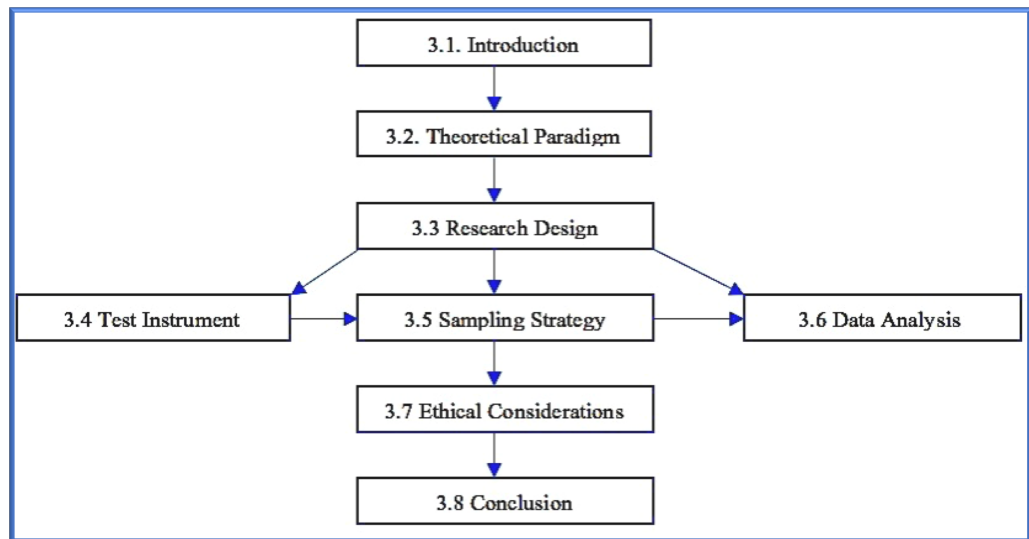 3.1. Introduction
3.2. Theoretical Paradigm
3.3 Research Design
3.4 Test Instrument
3.5 Sampling Strategy
3.6 Data Analysis
3.7 Ethical Considerations
3.8 Conclusion